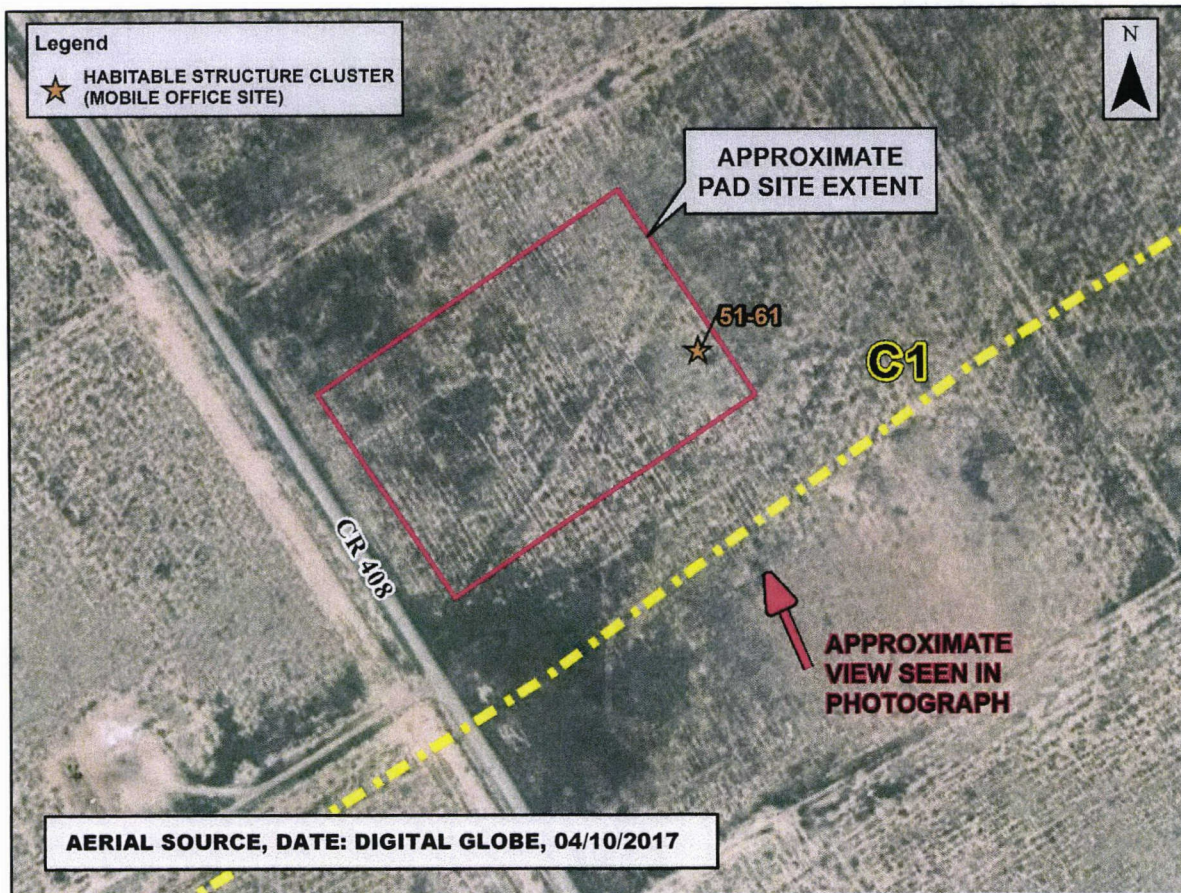 Legend
HABITABLE STRUCTURE CLUSTER
(MOBILE OFFICE SITE)
N
APPROXIMATE
PAD SITE EXTENT
51-61
C1
CR 408
APPROXIMATE
VIEW SEEN IN
PHOTOGRAPH
AERIAL SOURCE, DATE: DIGITAL GLOBE, 04/10/2017